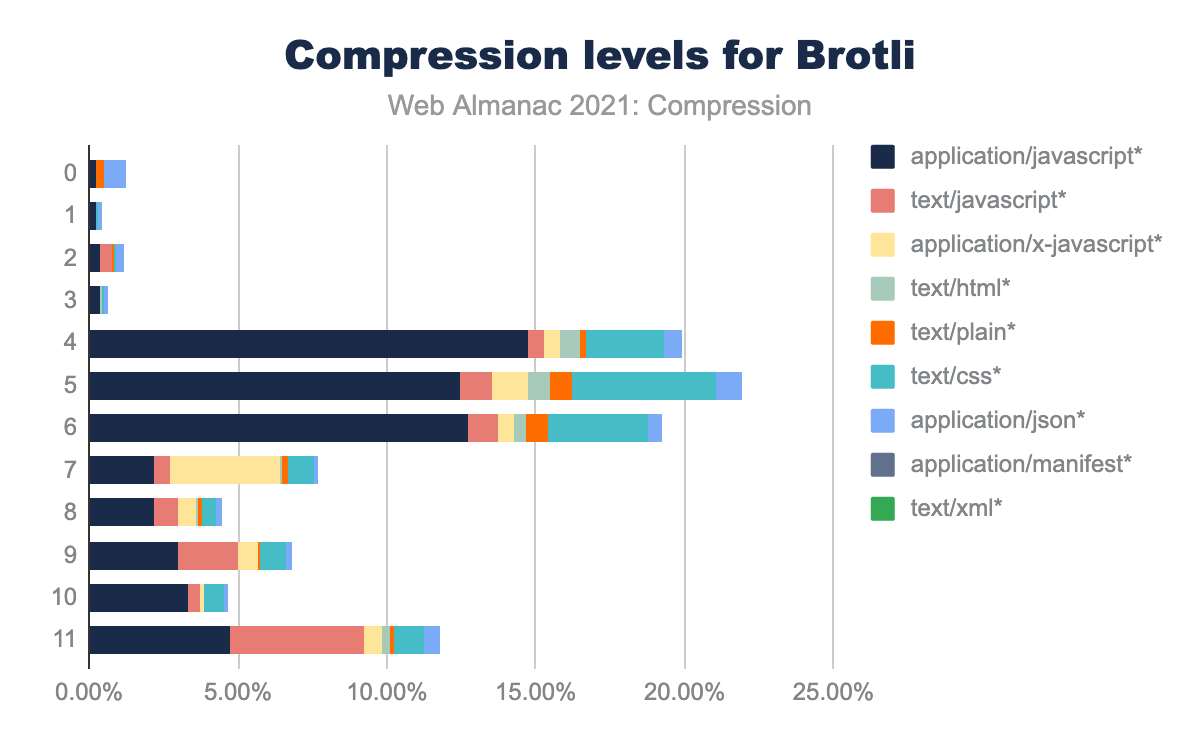 Compression levels for Brotli
Web Almanac 2021: Compression
0
1
2
3
4
5
6
7
8
9
10
11
0.00%
5.00%
10.00%
15.00%
20.00%
25.00%
application/javascript*
text/javascript*
application/x-javascript*
text/html*
text/plain*
text/css*
application/json*
application/manifest*
text/xml*